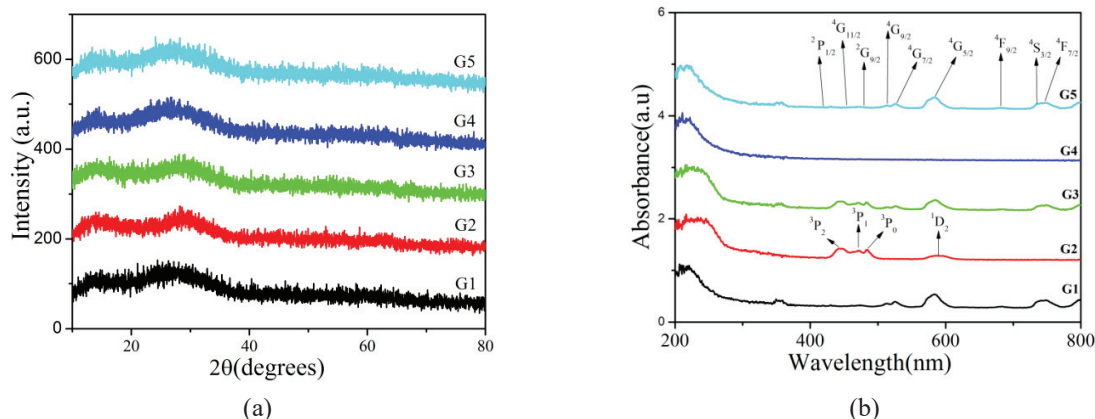 600
400
200
0
Intensity (a.u.)
G5
G4
G3
G2
G1
20
40
60
80
2θ(degrees)
(a)
6
4
2
0
Absorbance(a.u)
²P₁/₂
⁴G₁₁/₂
²G₉/₂
⁴G₉/₂
⁴G₇/₂
⁴G₅/₂
⁴F₉/₂
⁴S₃/₂
⁴F₇/₂
G5
G4
G3
³P₂
³P₁
³P₀
¹D₂
G2
G1
200
400
600
800
Wavelength(nm)
(b)